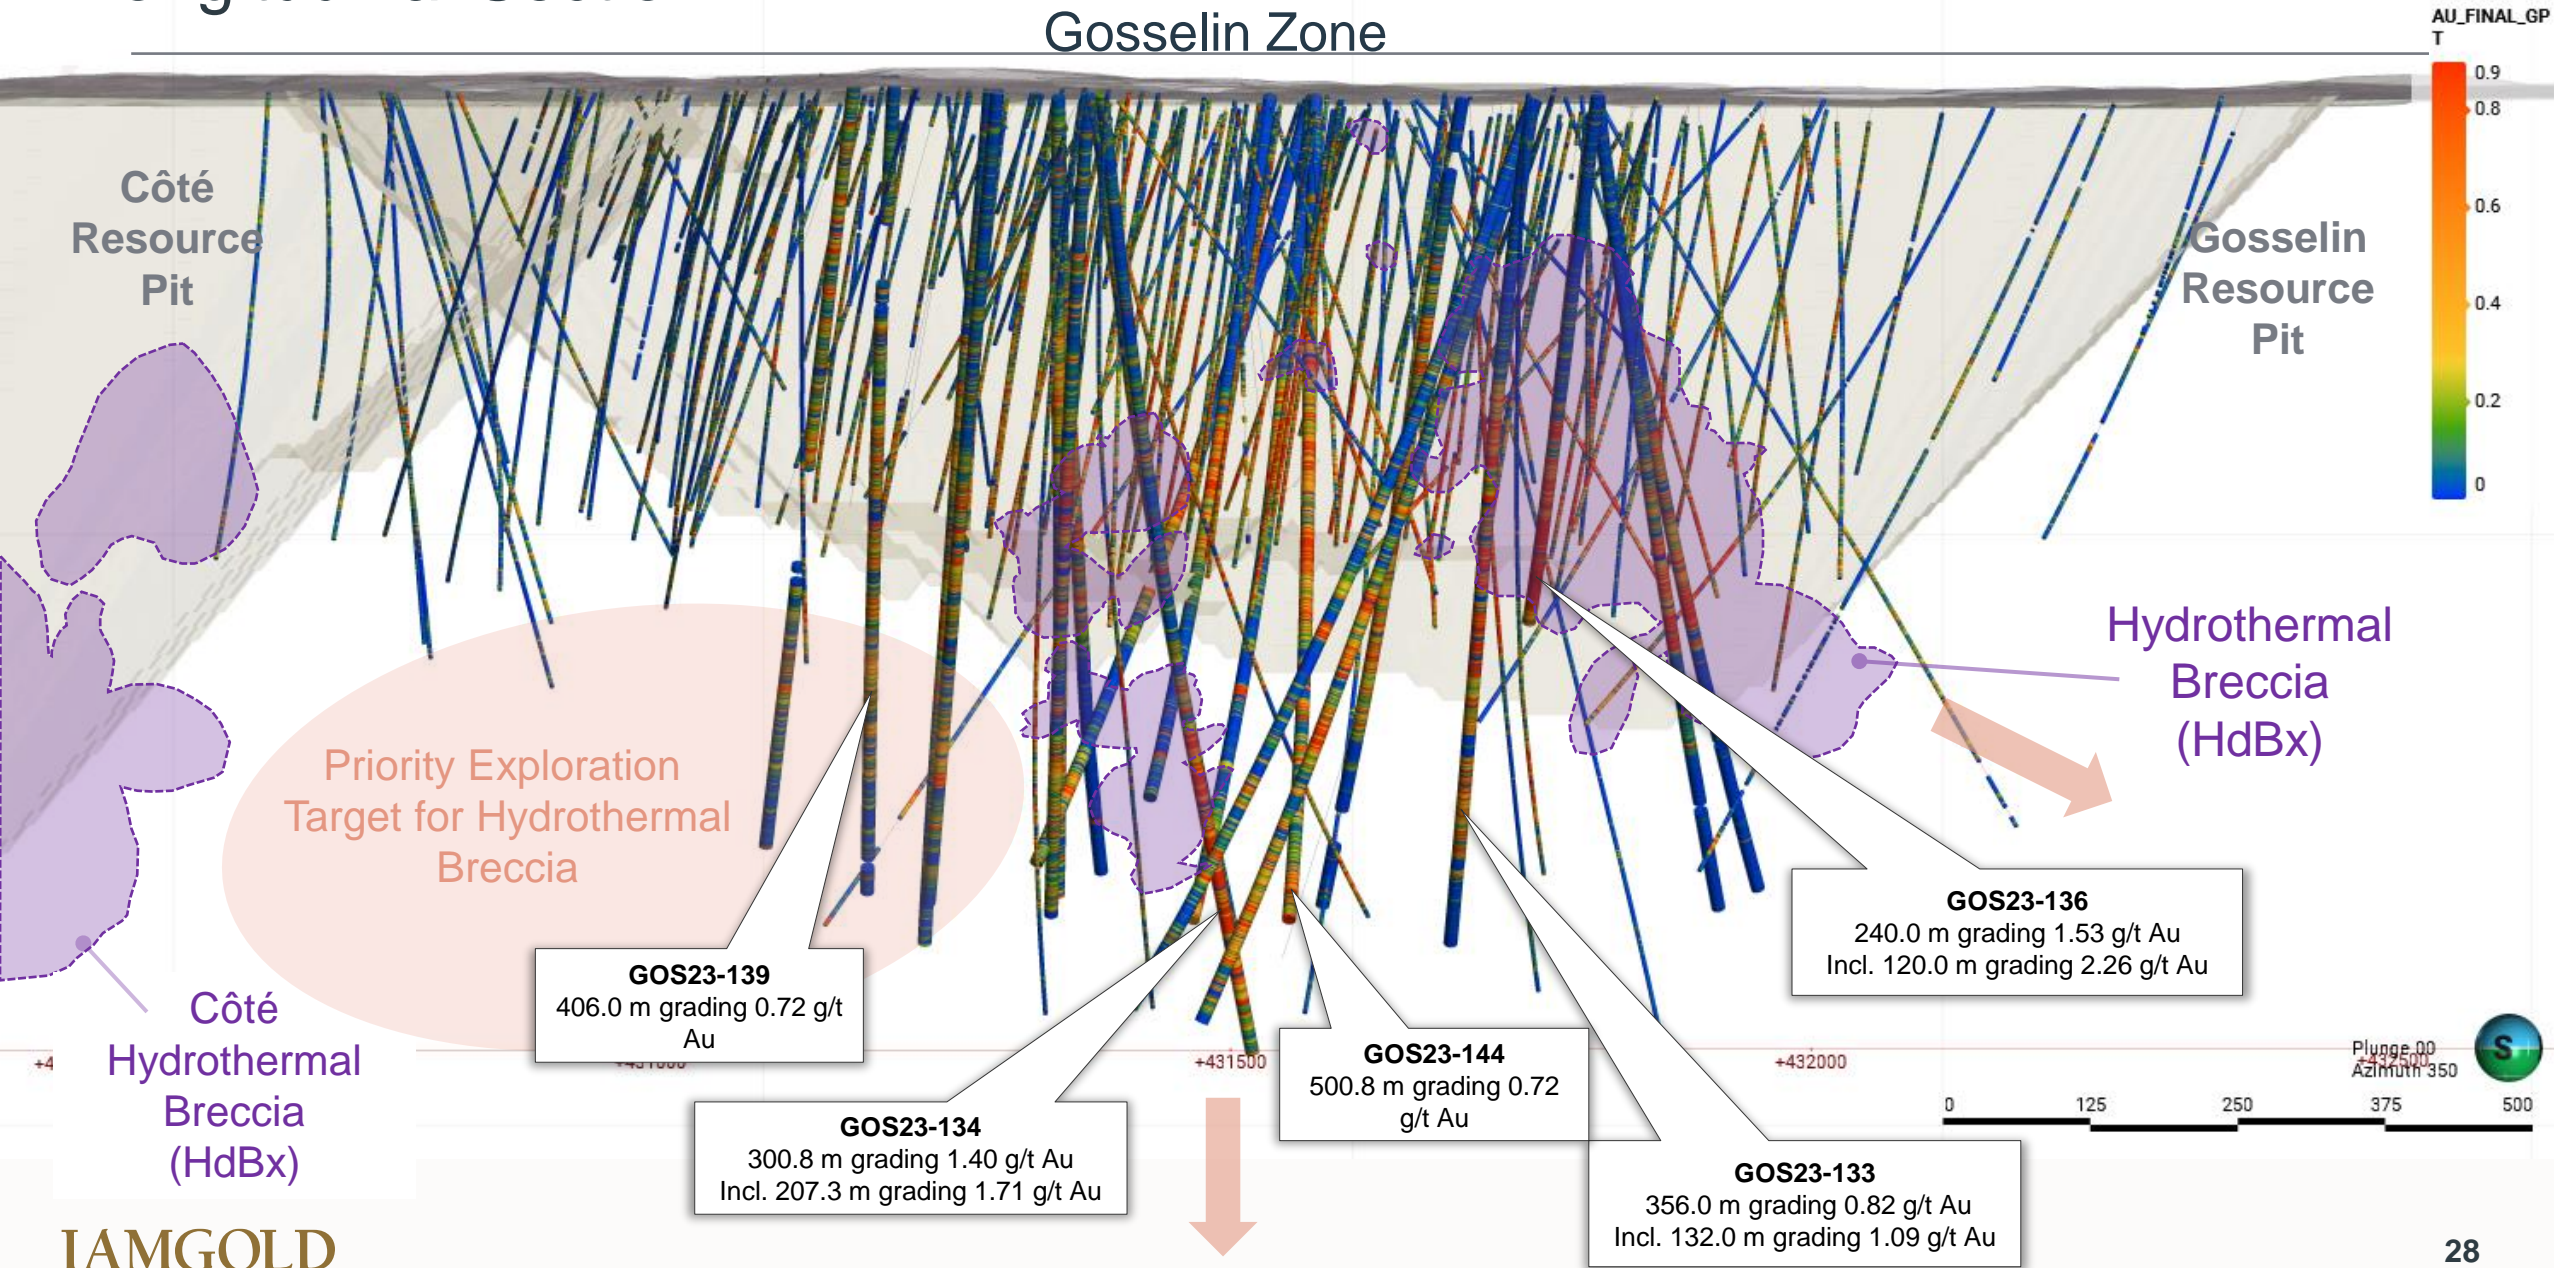 Gosselin Zone
AU_FINAL_GP
T
0.9
0.8
0.6
0.4
0.2
0
Côté
Resource
Pit
Gosselin
Resource
Pit
Hydrothermal
Breccia
(HdBx)
Priority Exploration
Target for Hydrothermal
Breccia
GOS23-136
240.0 m grading 1.53 g/t Au
Incl. 120.0 m grading 2.26 g/t Au
GOS23-139
406.0 m grading 0.72 g/t
Au
Côté
Hydrothermal
Breccia
(HdBx)
GOS23-144
500.8 m grading 0.72
g/t Au
GOS23-134
300.8 m grading 1.40 g/t Au
Incl. 207.3 m grading 1.71 g/t Au
GOS23-133
356.0 m grading 0.82 g/t Au
Incl. 132.0 m grading 1.09 g/t Au
+4
+431500
+432000
+432500
Plunge 00
Azimuth 350
S
0 125 250 375 500
IAMGOLD
28